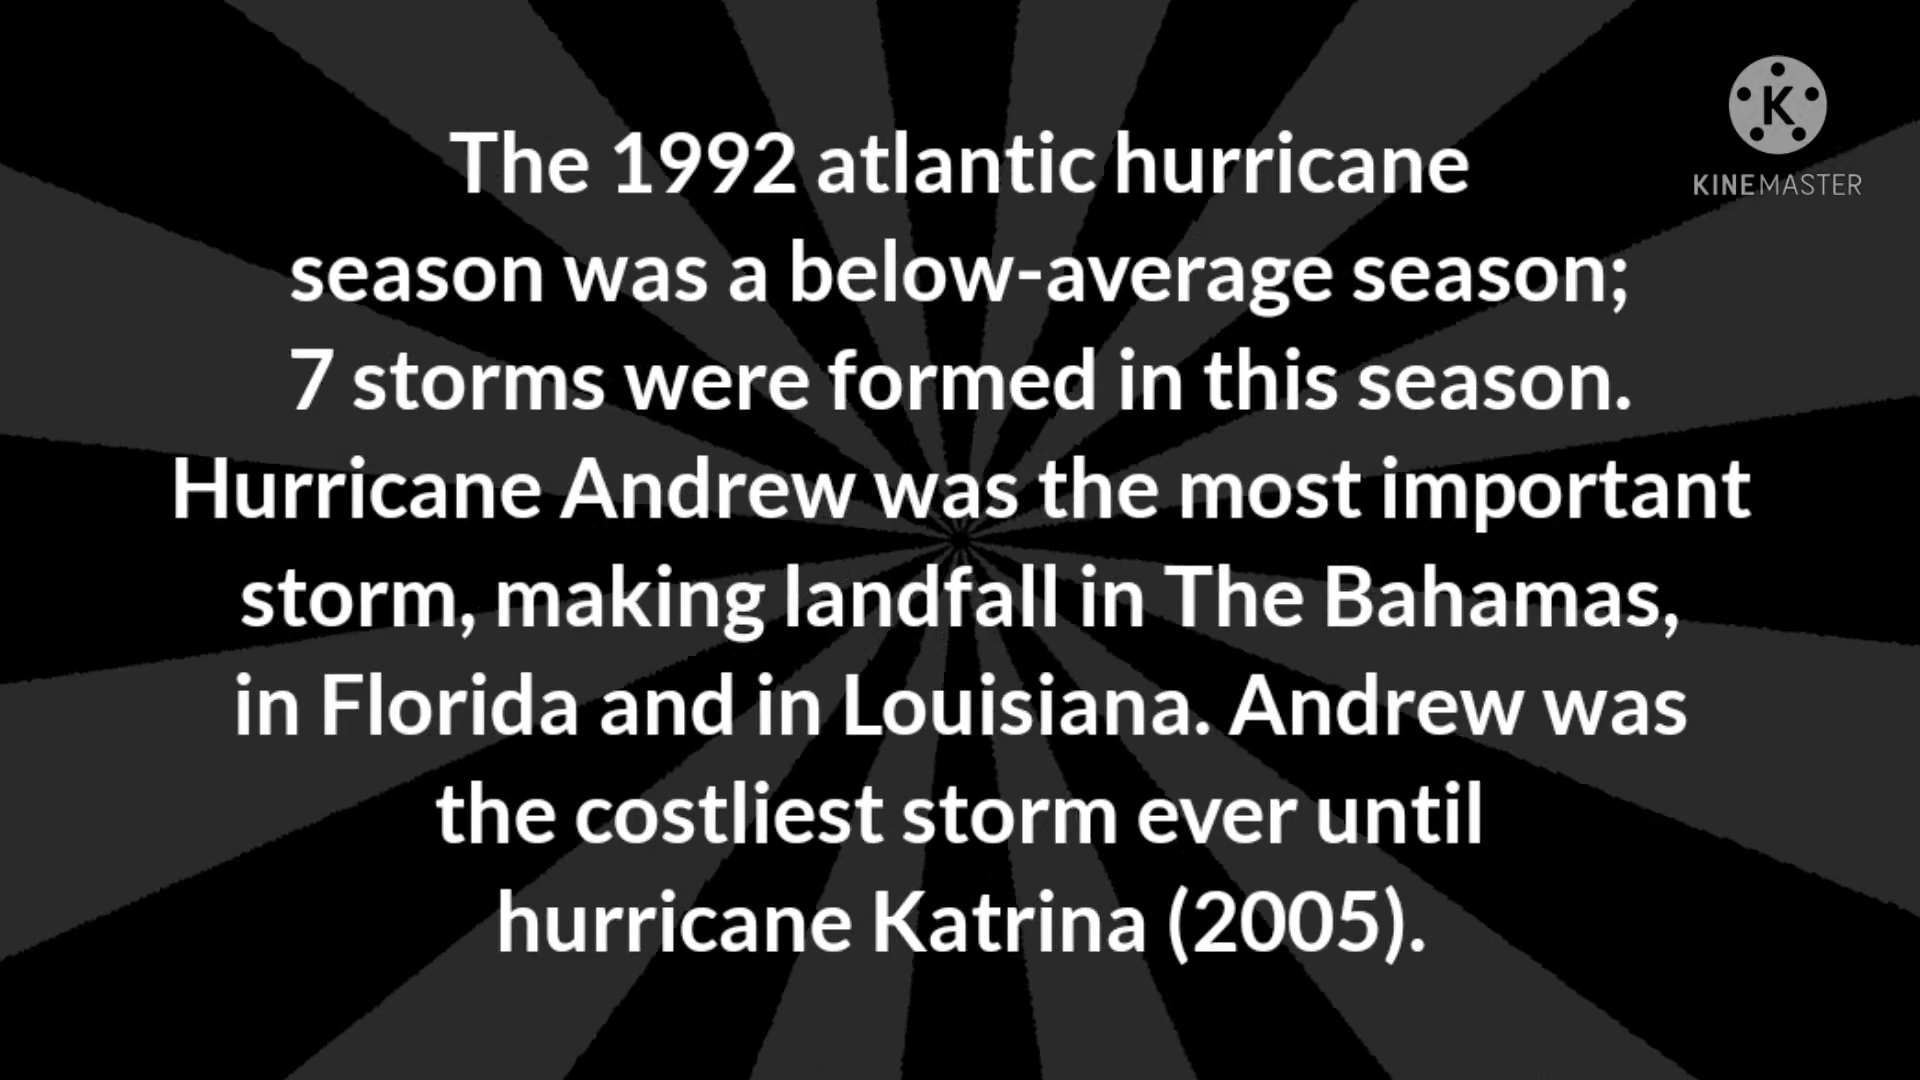 The 1992 atlantic hurricane
season was a below-average season;
7 storms were formed in this season.
Hurricane Andrew was the most important
storm, making landfall in The Bahamas,
in Florida and in Louisiana. Andrew was
the costliest storm ever until
hurricane Katrina (2005).
K
KINEMASTER